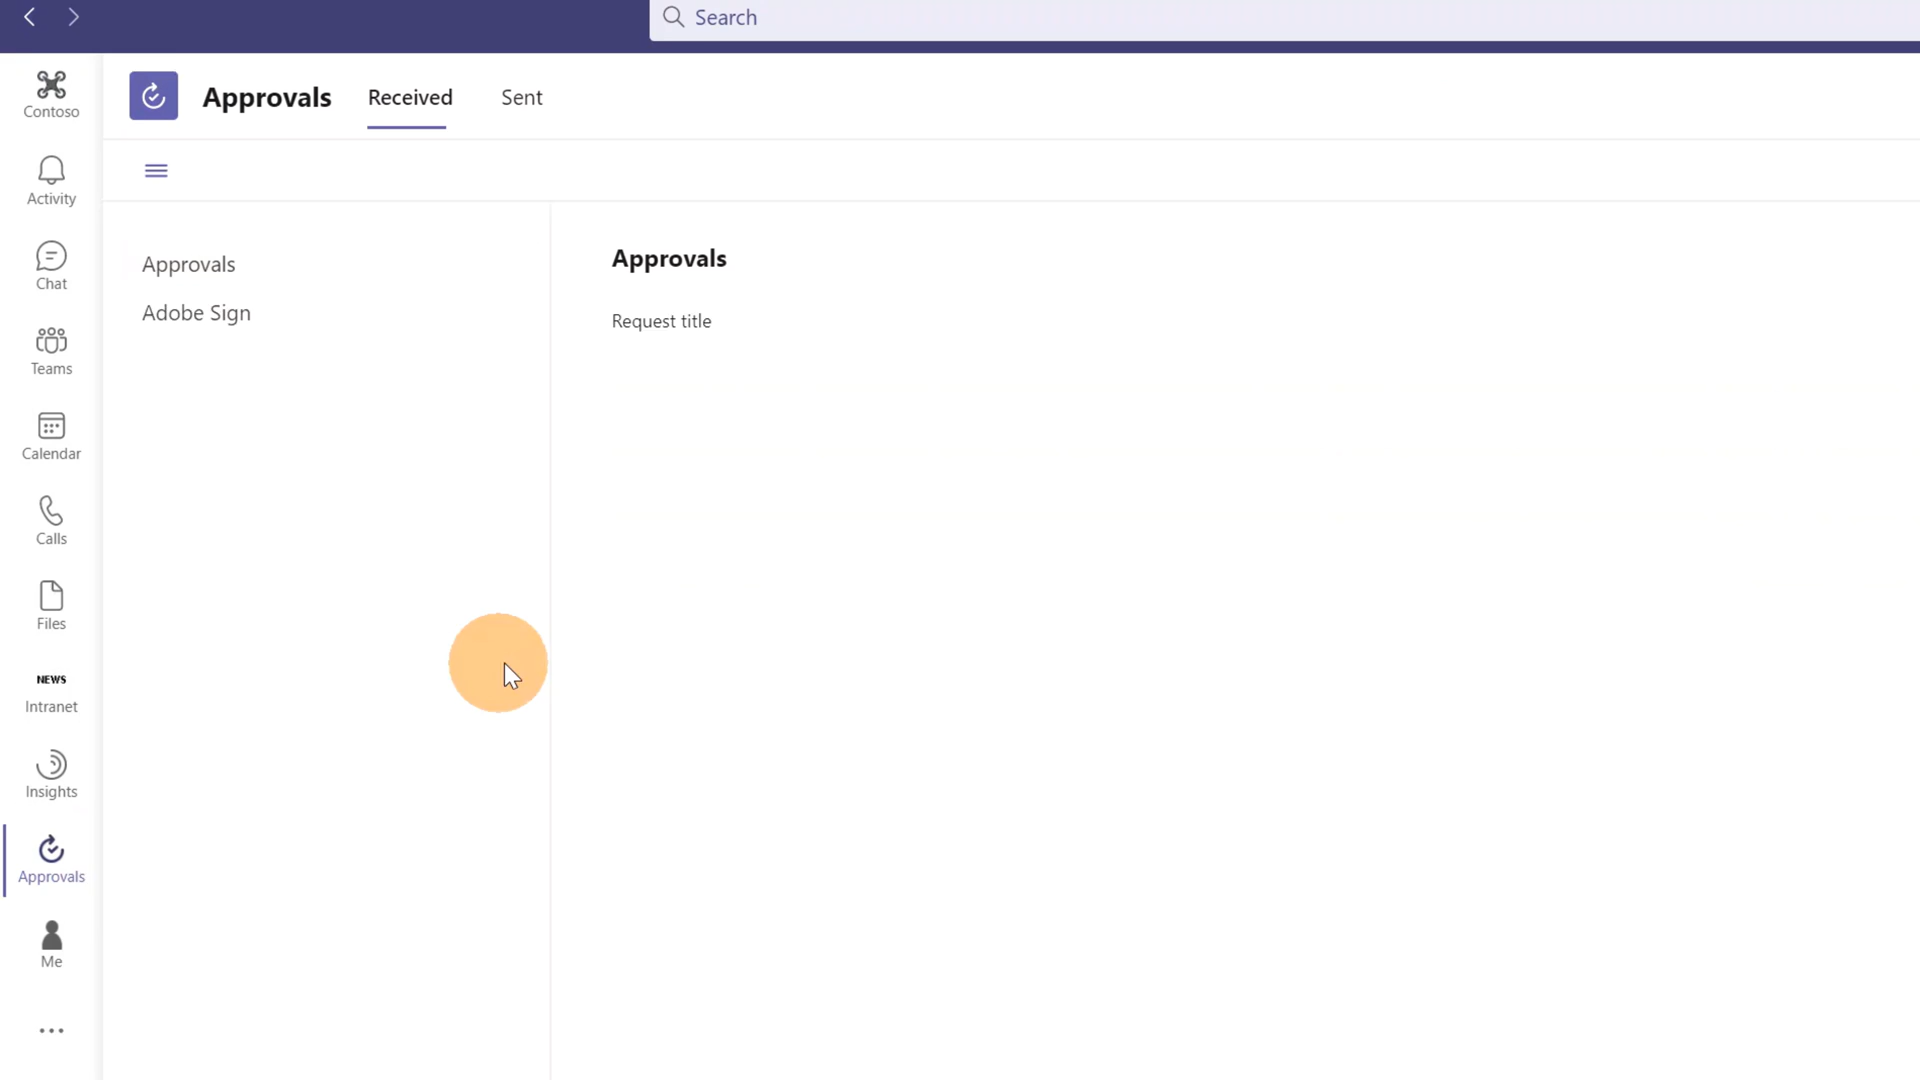 Search
Contoso
Approvals
Received
Sent
Activity
Chat
Teams
Calendar
Calls
Files
NEWS
Intranet
Insights
Approvals
Me
Approvals
Adobe Sign
Approvals
Request title